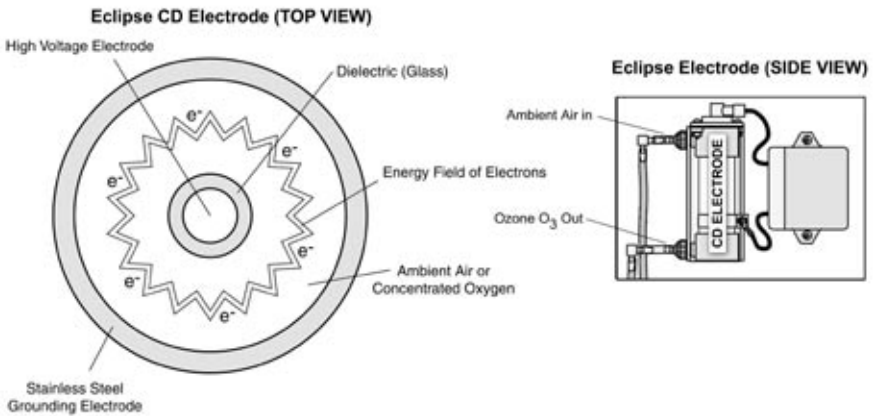 Eclipse CD Electrode (TOP VIEW)
High Voltage Electrode
Dielectric (Glass)
e-
e-
e-
e-
e-
e-
e-
Energy Field of Electrons
Ambient Air or
Concentrated Oxygen
Stainless Steel
Grounding Electrode
Eclipse Electrode (SIDE VIEW)
Ambient Air in
Ozone O3 Out
CD ELECTRODE